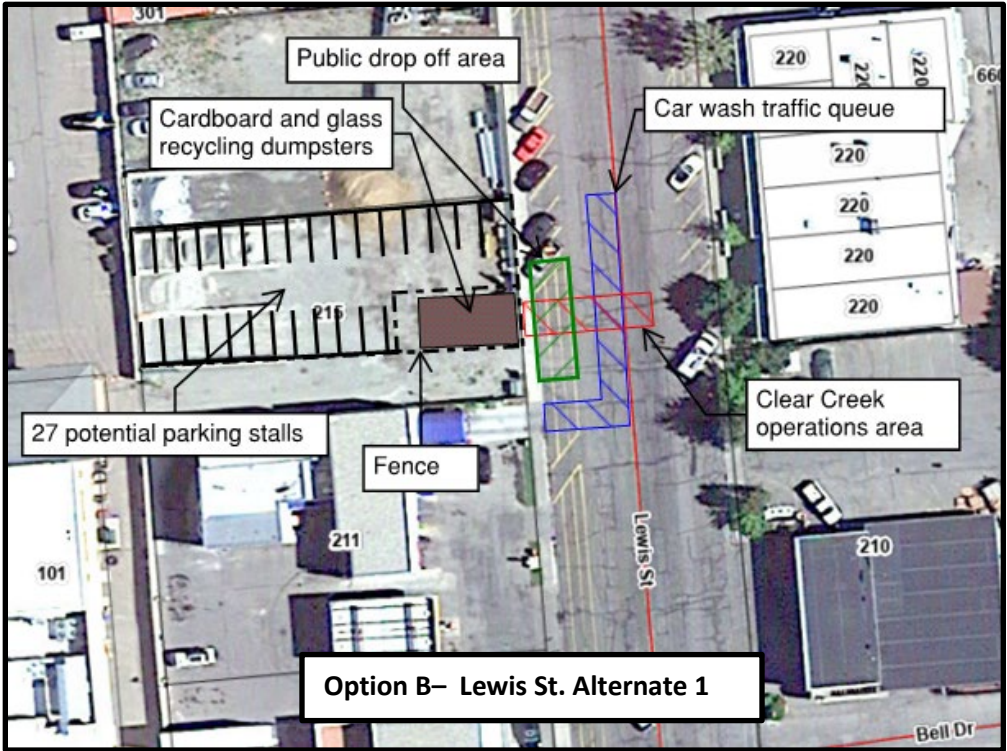 301
Public drop off area
220
220
220
660
Cardboard and glass
recycling dumpsters
Car wash traffic queue
220
220
220
220
215
27 potential parking stalls
Clear Creek
operations area
Fence
Lewis St
211
210
101
Option B– Lewis St. Alternate 1
Bell Dr